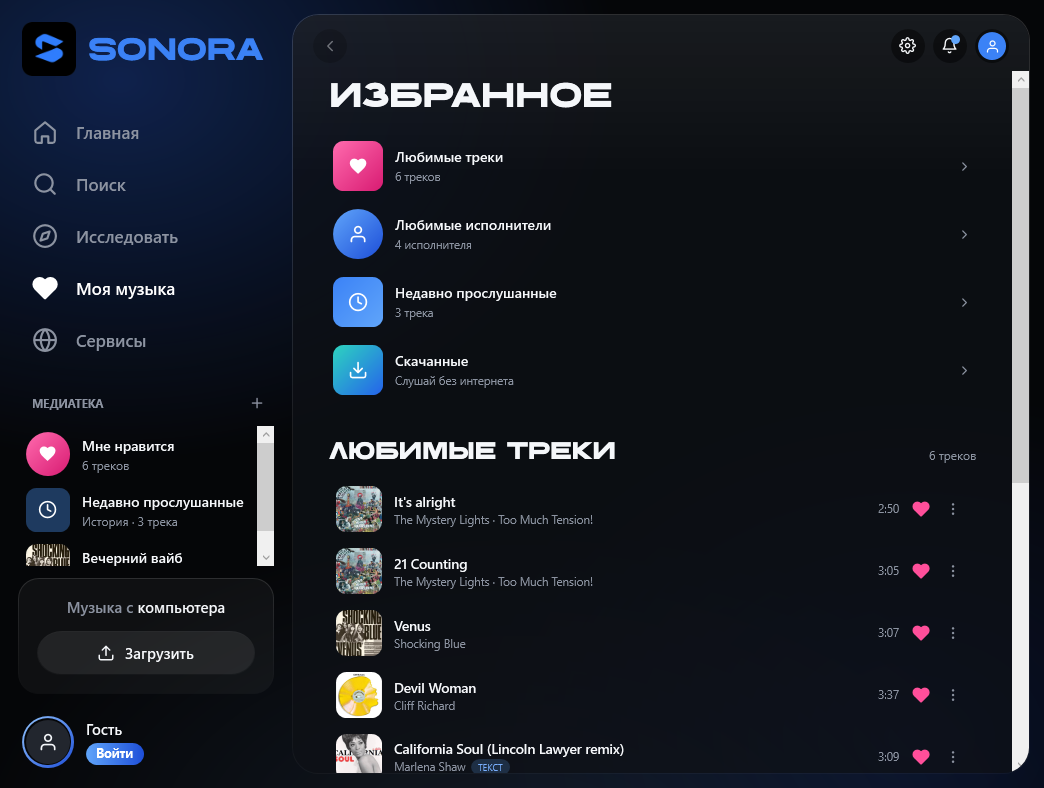 SONORA
Главная
Поиск
Исследовать
Моя музыка
Сервисы
МЕДИАТЕКА
Мне нравится
6 треков
Недавно прослушанные
История · 3 трека
Вечерний вайб
Музыка с компьютера
Загрузить
Гость
Войти
ИЗБРАННОЕ
Любимые треки
6 треков
Любимые исполнители
4 исполнителя
Недавно прослушанные
3 трека
Скачанные
Слушай без интернета
ЛЮБИМЫЕ ТРЕКИ
6 треков
It's alright
The Mystery Lights · Too Much Tension!
2:50
21 Counting
The Mystery Lights · Too Much Tension!
3:05
SHOCKING
BLUE
VENUS
Venus
Shocking Blue
3:07
Devil Woman
Cliff Richard
3:37
California Soul (Lincoln Lawyer remix)
Marlena Shaw ТЕКСТ
3:09